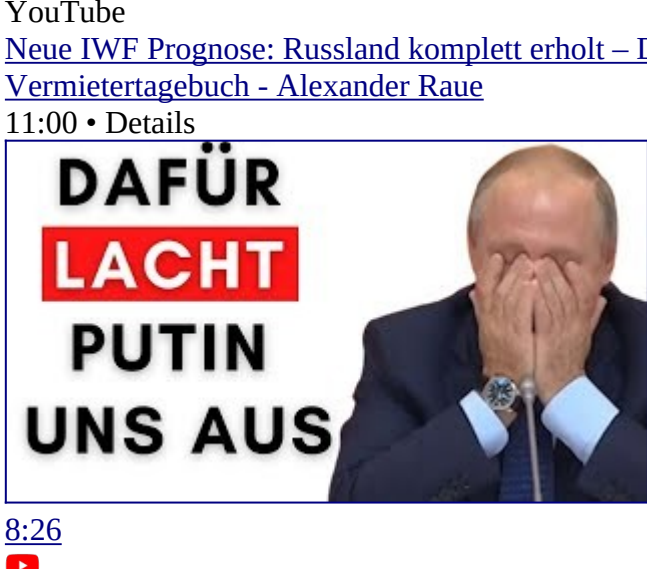 YouTube
Neue IWF Prognose: Russland komplett erholt – D
Vermietertagebuch - Alexander Raue
11:00 • Details
DAFÜR
LACHT
PUTIN
UNS AUS
8:26